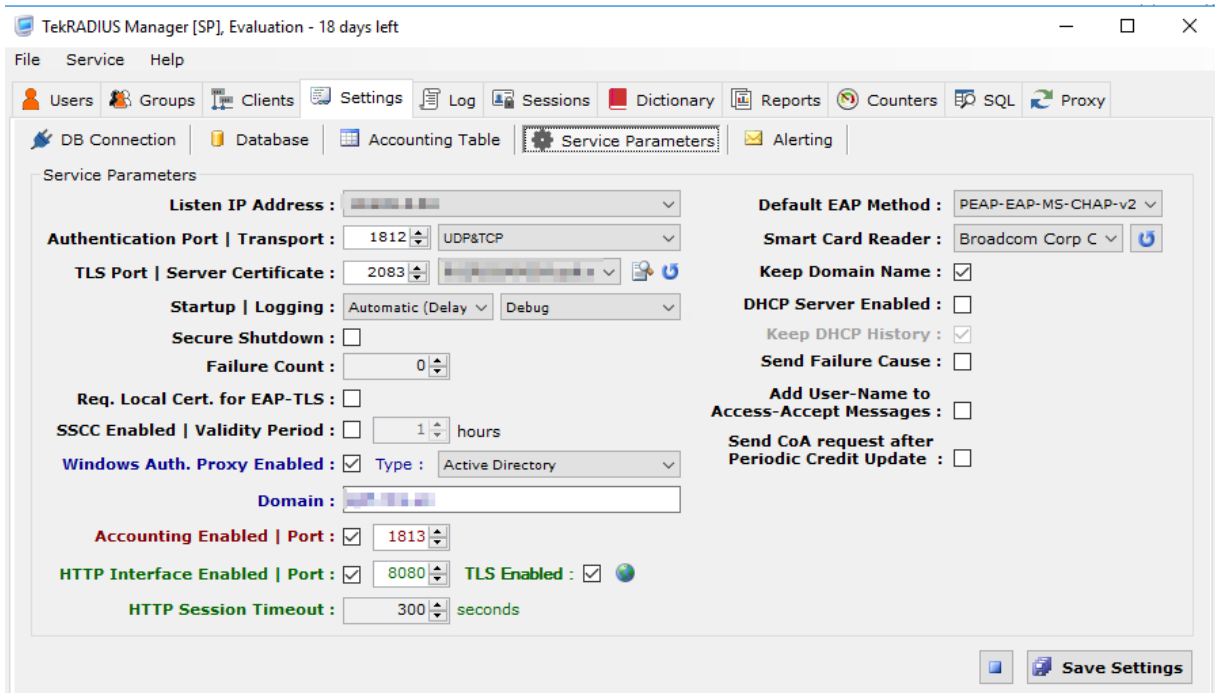 TekRADIUS Manager [SP], Evaluation - 18 days left
File Service Help
Users Groups Clients Settings Log Sessions Dictionary Reports Counters SQL Proxy
DB Connection Database Accounting Table Service Parameters Alerting
Service Parameters
Listen IP Address :
Authentication Port | Transport : 1812 UDP&TCP
TLS Port | Server Certificate : 2083
Startup | Logging : Automatic (Delay Debug
Secure Shutdown :
Failure Count : 0
Req. Local Cert. for EAP-TLS :
SSCC Enabled | Validity Period : 1 hours
Windows Auth. Proxy Enabled : Type : Active Directory
Domain :
Accounting Enabled | Port : 1813
HTTP Interface Enabled | Port : 8080 TLS Enabled :
HTTP Session Timeout : 300 seconds
Default EAP Method : PEAP-EAP-MS-CHAP-v2
Smart Card Reader : Broadcom Corp C
Keep Domain Name :
DHCP Server Enabled :
Keep DHCP History :
Send Failure Cause :
Add User-Name to
Access-Accept Messages :
Send CoA request after
Periodic Credit Update :
Save Settings